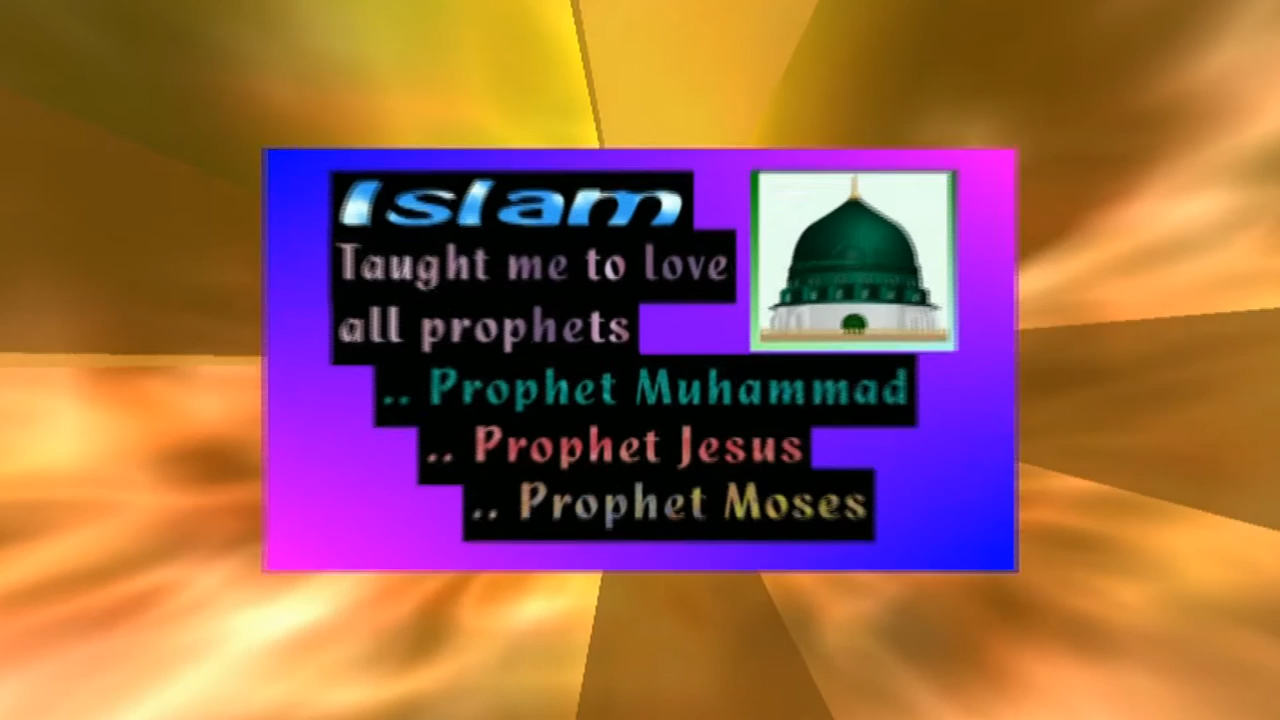 Islam
Taught me to love
all prophets
.. Prophet Muhammad
.. Prophet Jesus
.. Prophet Moses